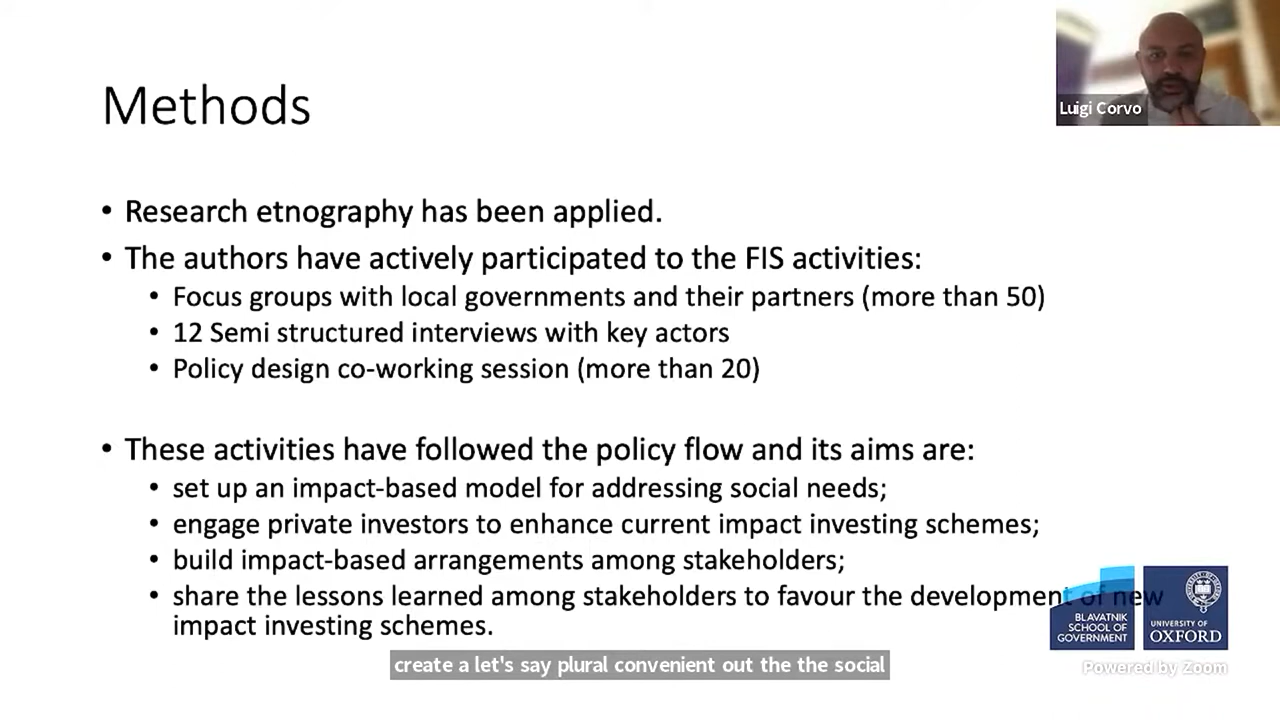 Luigi Corvo
Methods
• Research etnography has been applied.
• The authors have actively participated to the FIS activities:
• Focus groups with local governments and their partners (more than 50)
• 12 Semi structured interviews with key actors
• Policy design co-working session (more than 20)
• These activities have followed the policy flow and its aims are:
• set up an impact-based model for addressing social needs;
• engage private investors to enhance current impact investing schemes;
• build impact-based arrangements among stakeholders;
• share the lessons learned among stakeholders to favour the development of new
impact investing schemes.
BLAVATNIK
SCHOOL OF
GOVERNMENT
UNIVERSITY OF
OXFORD
create a let's say plural convenient out the the social
Powered by Zoom